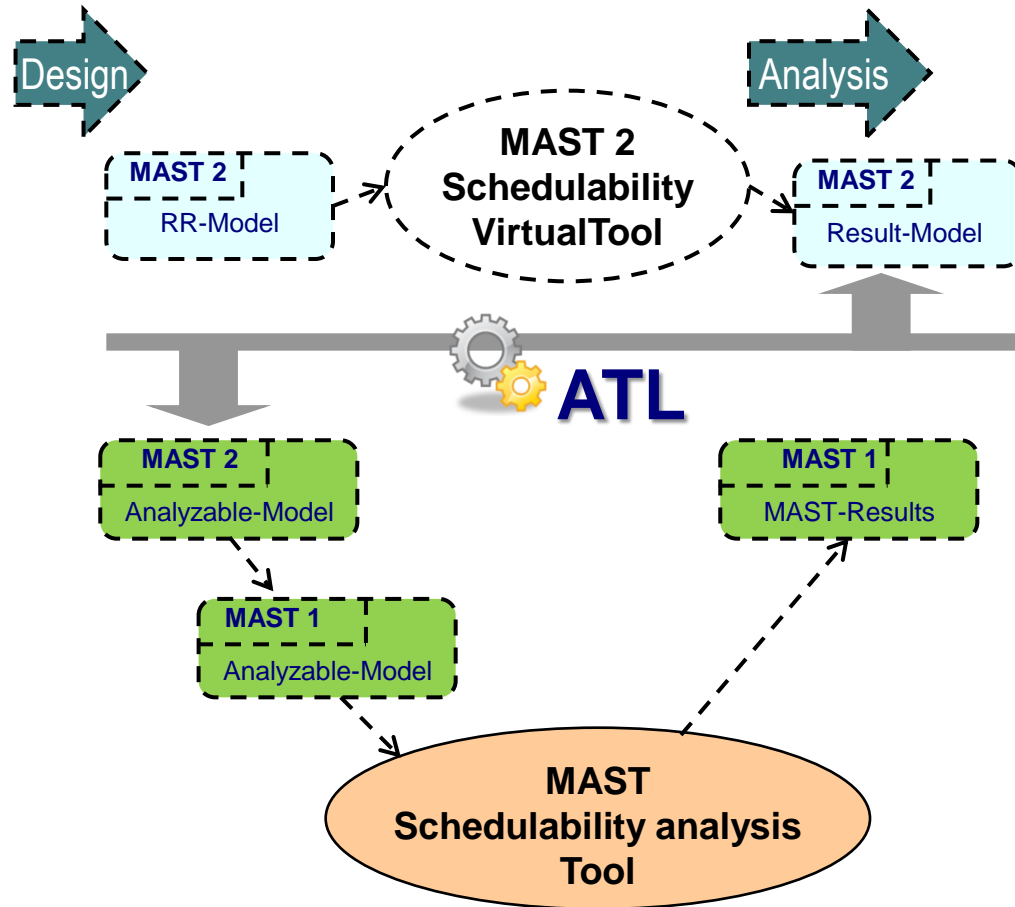 Design
Analysis
MAST 2
RR-Model
MAST 2
Schedulability
VirtualTool
MAST 2
Result-Model
ATL
MAST 2
Analyzable-Model
MAST 1
MAST-Results
MAST 1
Analyzable-Model
MAST
Schedulability analysis
Tool